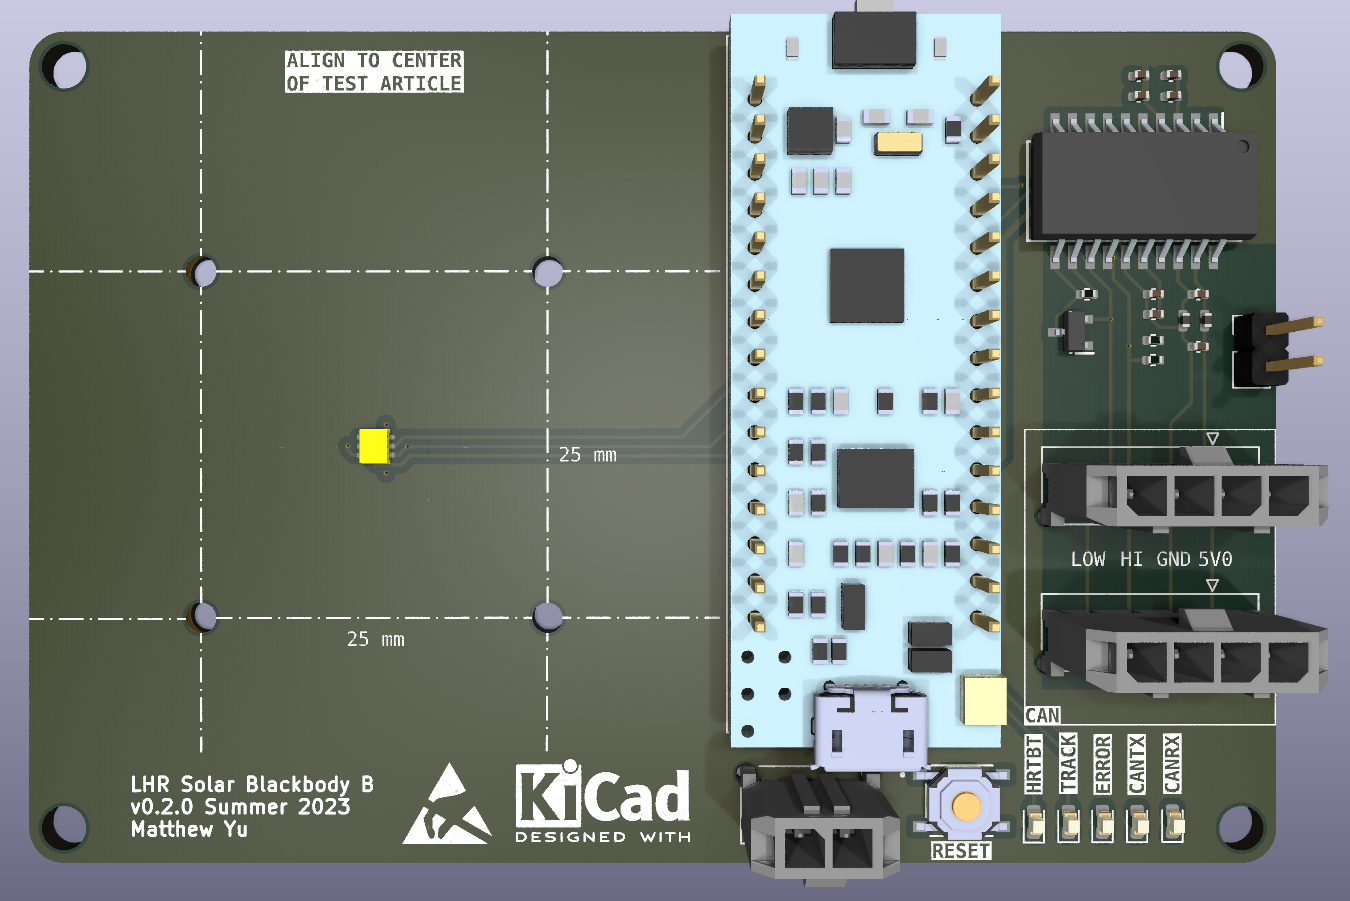 ALIGN TO CENTER
OF TEST ARTICLE
25 mm
25 mm
LOW HI GND 5V0
CAN
HRTBT
TRACK
ERROR
CANTX
CANRX
LHR Solar Blackbody B
v0.2.0 Summer 2023
Matthew Yu
KiCad
DESIGNED WITH
RESET